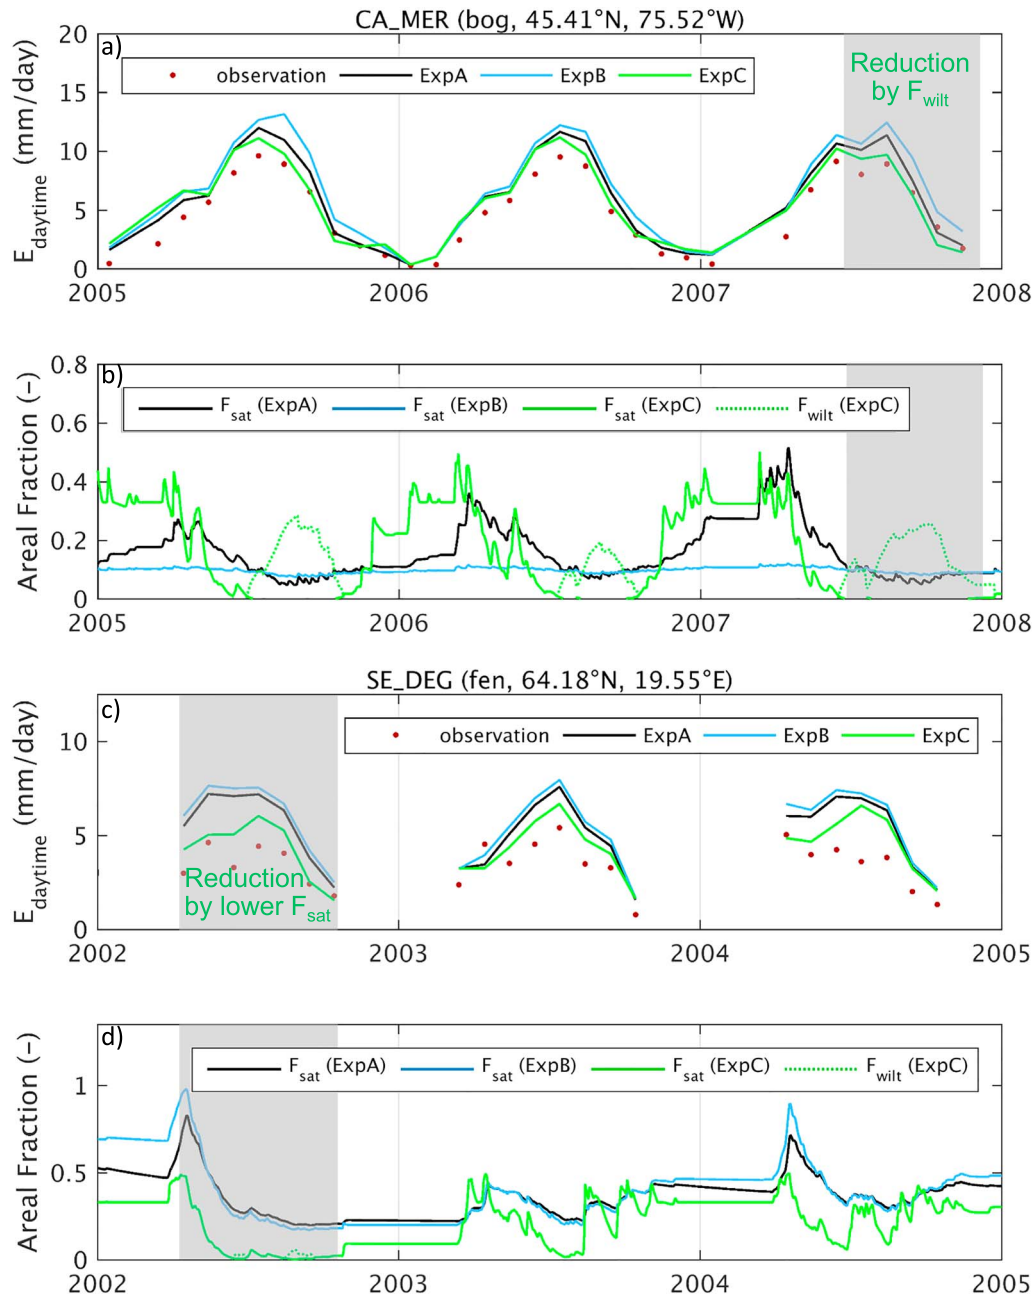 CA_MER (bog, 45.41°N, 75.52°W)
a)
E_daytime (mm/day)
20
15
10
5
0
observation ExpA ExpB ExpC
Reduction
by F_wilt
2005 2006 2007 2008
b)
Areal Fraction (−)
0.8
0.6
0.4
0.2
0
F_sat (ExpA) F_sat (ExpB) F_sat (ExpC) F_wilt (ExpC)
2005 2006 2007 2008
SE_DEG (fen, 64.18°N, 19.55°E)
c)
E_daytime (mm/day)
10
5
0
observation ExpA ExpB ExpC
Reduction
by lower F_sat
2002 2003 2004 2005
d)
Areal Fraction (−)
1
0.5
0
F_sat (ExpA) F_sat (ExpB) F_sat (ExpC) F_wilt (ExpC)
2002 2003 2004 2005